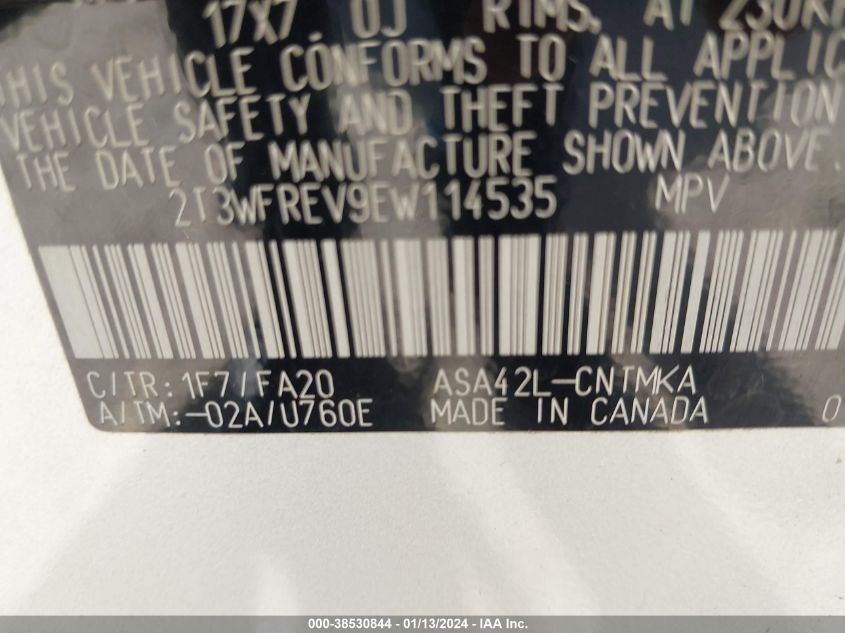 17X7.0J RIMS, AT 230K
THIS VEHICLE CONFORMS TO ALL APPLIC
VEHICLE SAFETY AND THEFT PREVENTION
THE DATE OF MANUFACTURE SHOWN ABOVE.
2T3WFREV9EW114535 MPV
C/TR:1F7/FA20 ASA42L-CNTMKA
A/TM:-02A/U760E MADE IN CANADA 0
000-38530844 - 01/13/2024 - IAA Inc.